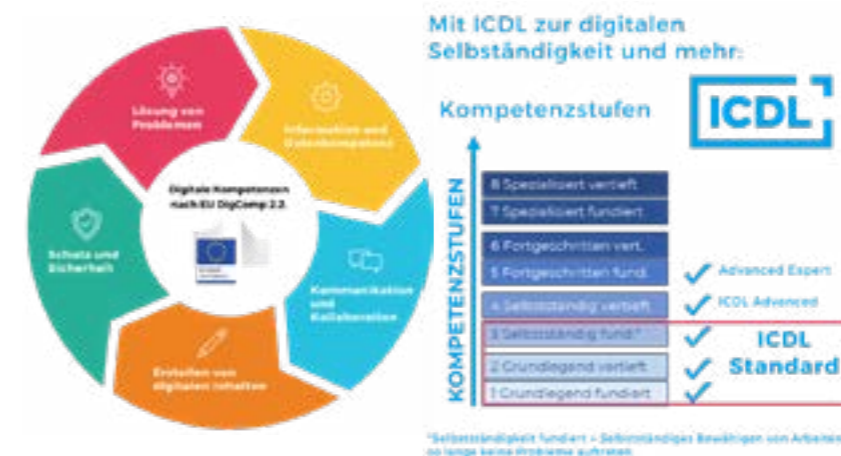 Lösung von
Problemen
Information und
Datenkompetenz
Digitale Kompetenzen
nach EU DigComp 2.2
Schutz und
Sicherheit
Kommunikation
und
Kollaboration
Erstellen von
digitalen Inhalten
Mit ICDL zur digitalen
Selbständigkeit und mehr:
Kompetenzstufen
ICDL
KOMPETENZSTUFEN
8 Spezialisiert vertieft
7 Spezialisiert fundiert
6 Fortgeschritten vert.
5 Fortgeschritten fund.
Advanced Expert
4 Selbstständig vertieft
ICDL Advanced
3 Selbstständig fund.*
2 Grundlegend vertieft
1 Grundlegend fundiert
ICDL
Standard
*Selbstständigkeit fundiert = Selbstständiges Bewältigen von Arbeiten
so lange keine Probleme auftreten